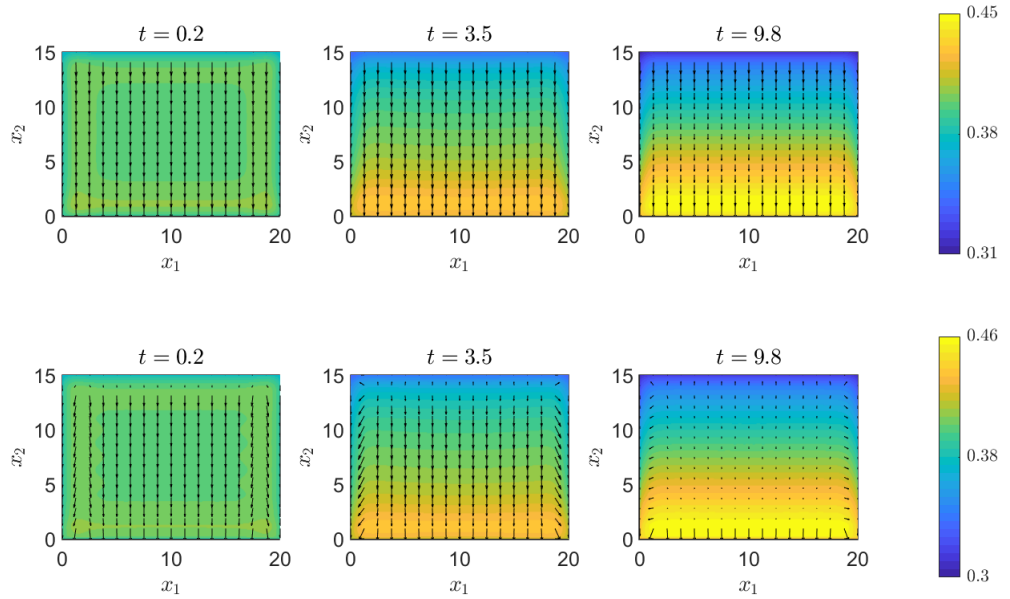 t = 0.2 t = 3.5 t = 9.8 0.45
15 15 15
10 10 10
0.38
x₂ x₂ x₂
5 5 5
0 0 0
0.31
0 10 20 0 10 20 0 10 20
x₁ x₁ x₁
t = 0.2 t = 3.5 t = 9.8 0.46
15 15 15
10 10 10
0.38
x₂ x₂ x₂
5 5 5
0 0 0
0 10 20 0 10 20 0 10 20 0.3
x₁ x₁ x₁